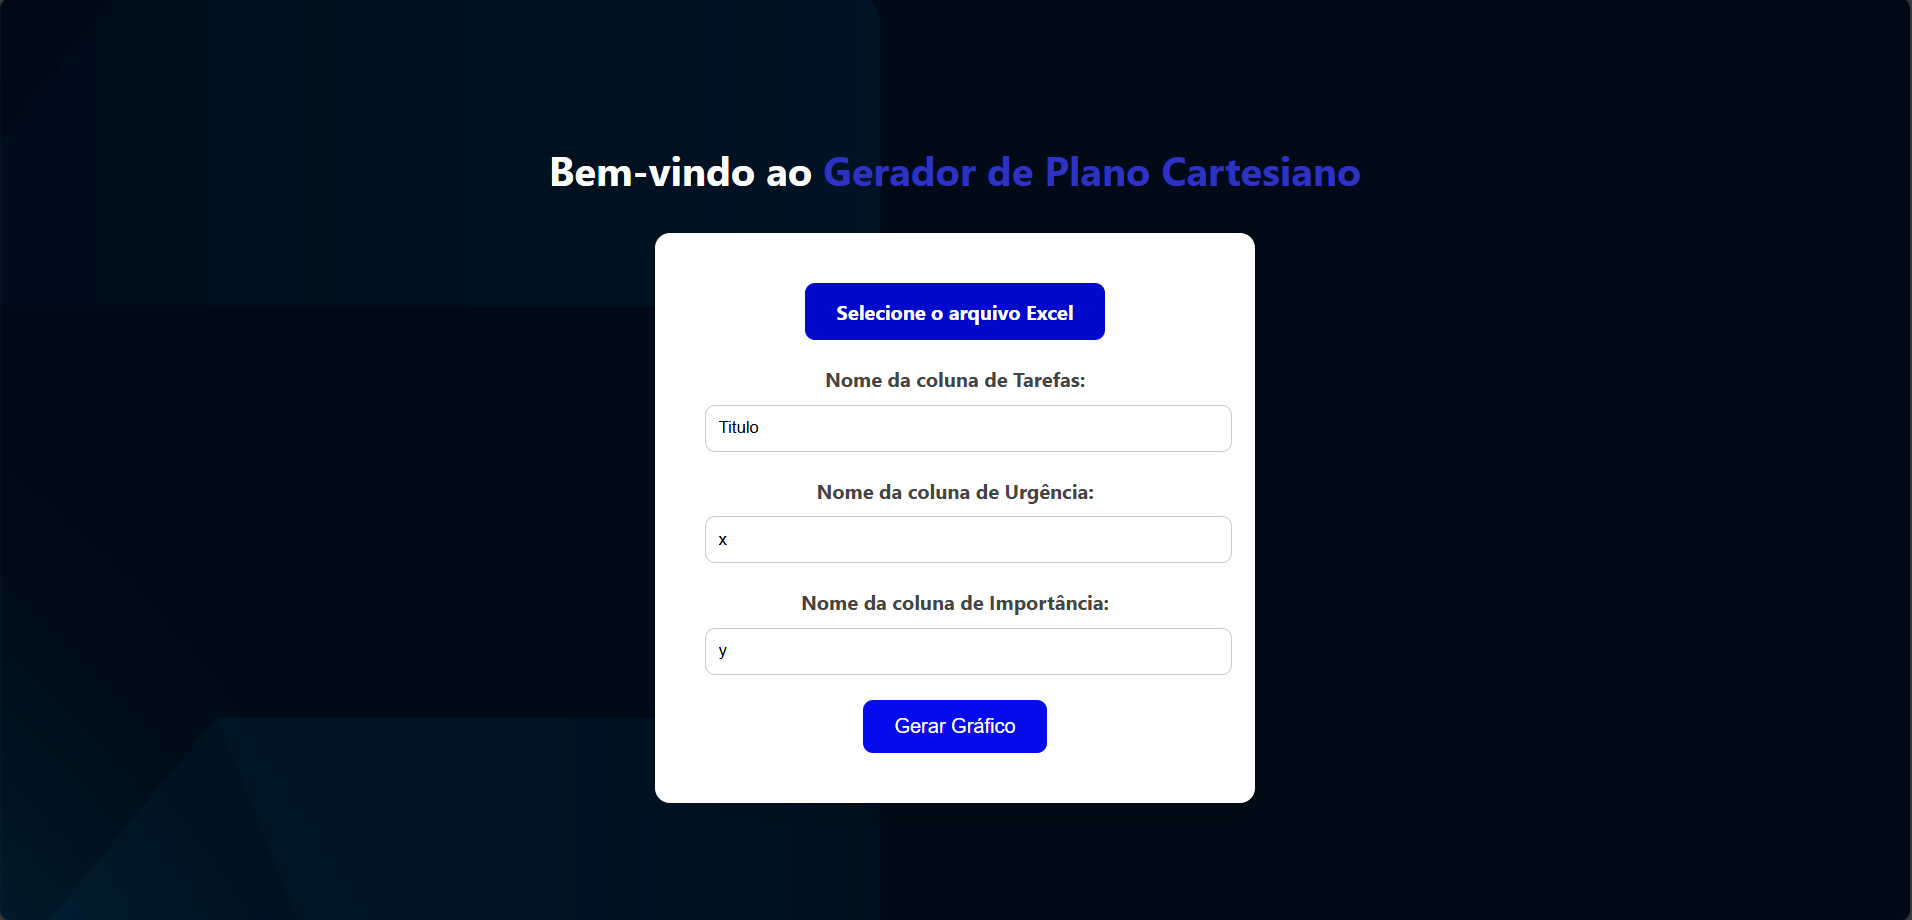 Bem-vindo ao Gerador de Plano Cartesiano
Selecione o arquivo Excel
Nome da coluna de Tarefas:
Titulo
Nome da coluna de Urgência:
x
Nome da coluna de Importância:
y
Gerar Gráfico